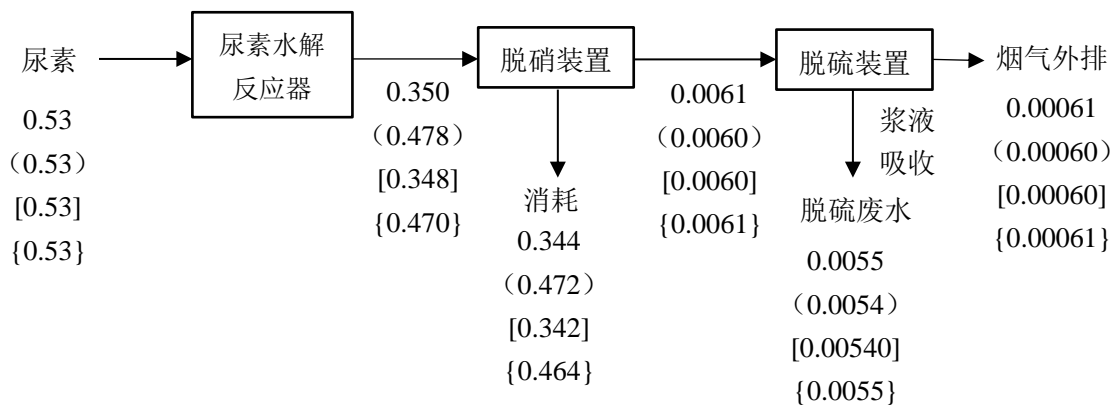 尿素
0.53
（0.53）
[0.53]
{0.53}
尿素水解
反应器
0.350
（0.478）
[0.348]
{0.470}
脱硝装置
消耗
0.344
（0.472）
[0.342]
{0.464}
0.0061
（0.0060）
[0.0060]
{0.0061}
脱硫装置
浆液
吸收
脱硫废水
0.0055
（0.0054）
[0.00540]
{0.0055}
烟气外排
0.00061
（0.00060）
[0.00060]
{0.00061}